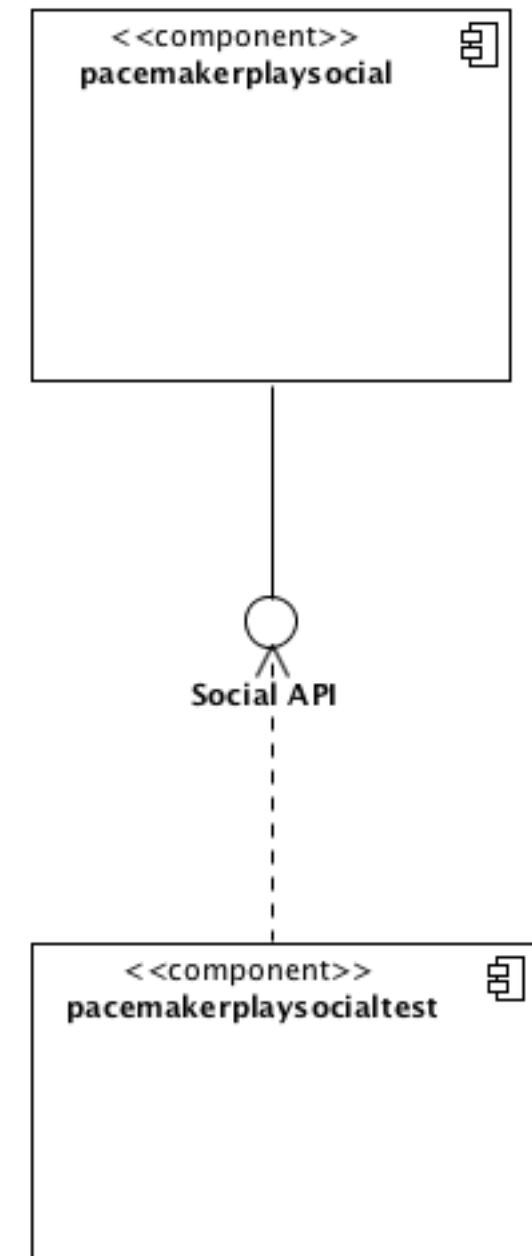 <<component>>
pacemakerplaysocial
Social API
<<component>>
pacemakerplaysocialtest